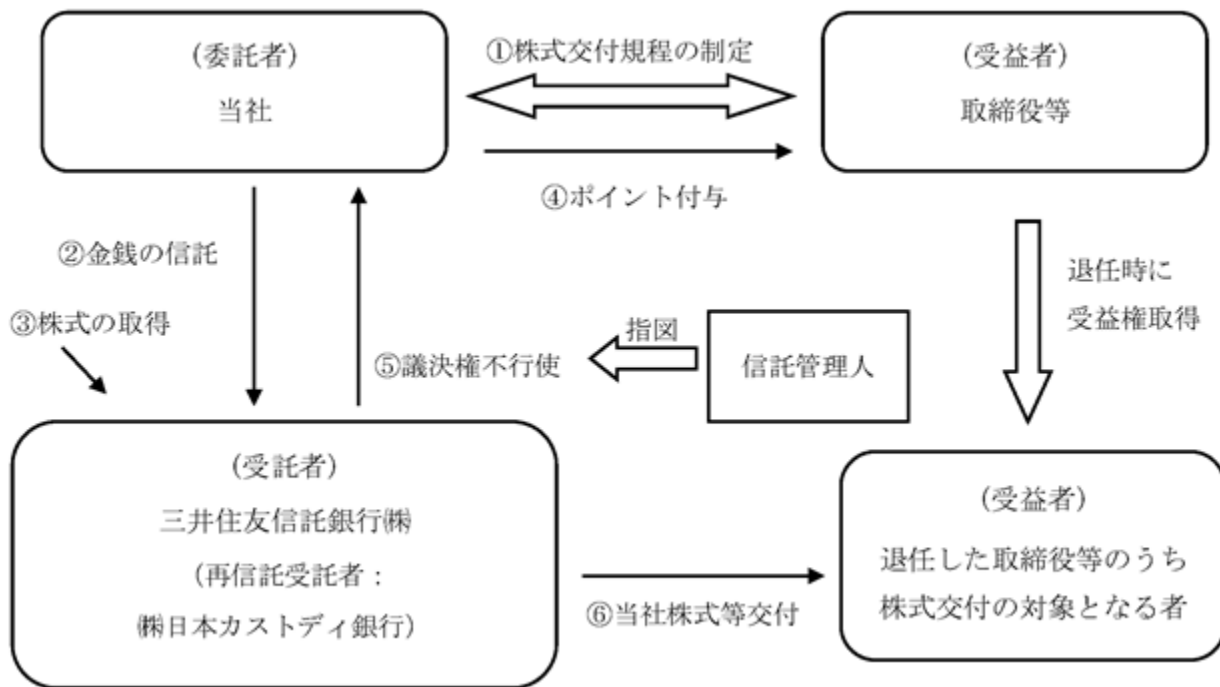 (委託者)
当社
①株式交付規程の制定
(受益者)
取締役等
④ポイント付与
②金銭の信託
③株式の取得
⑤議決権不行使
指図
信託管理人
退任時に
受益権取得
(受託者)
三井住友信託銀行㈱
(再信託受託者：
㈱日本カストディ銀行)
⑥当社株式等交付
(受益者)
退任した取締役等のうち
株式交付の対象となる者